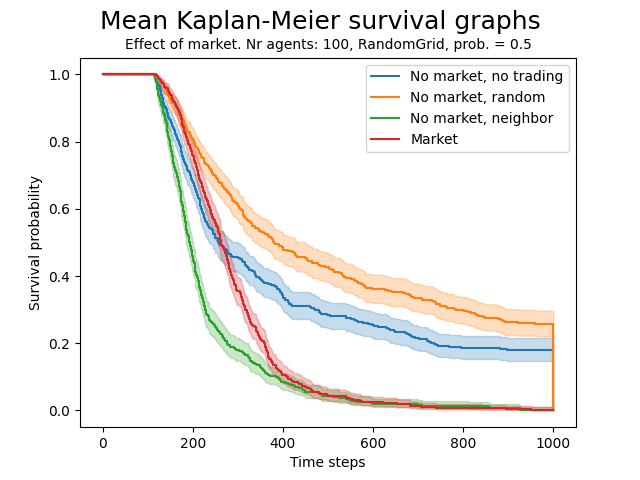 Mean Kaplan-Meier survival graphs
Effect of market. Nr agents: 100, RandomGrid, prob. = 0.5
No market, no trading
No market, random
No market, neighbor
Market
Survival probability
1.0
0.8
0.6
0.4
0.2
0.0
0 200 400 600 800 1000
Time steps